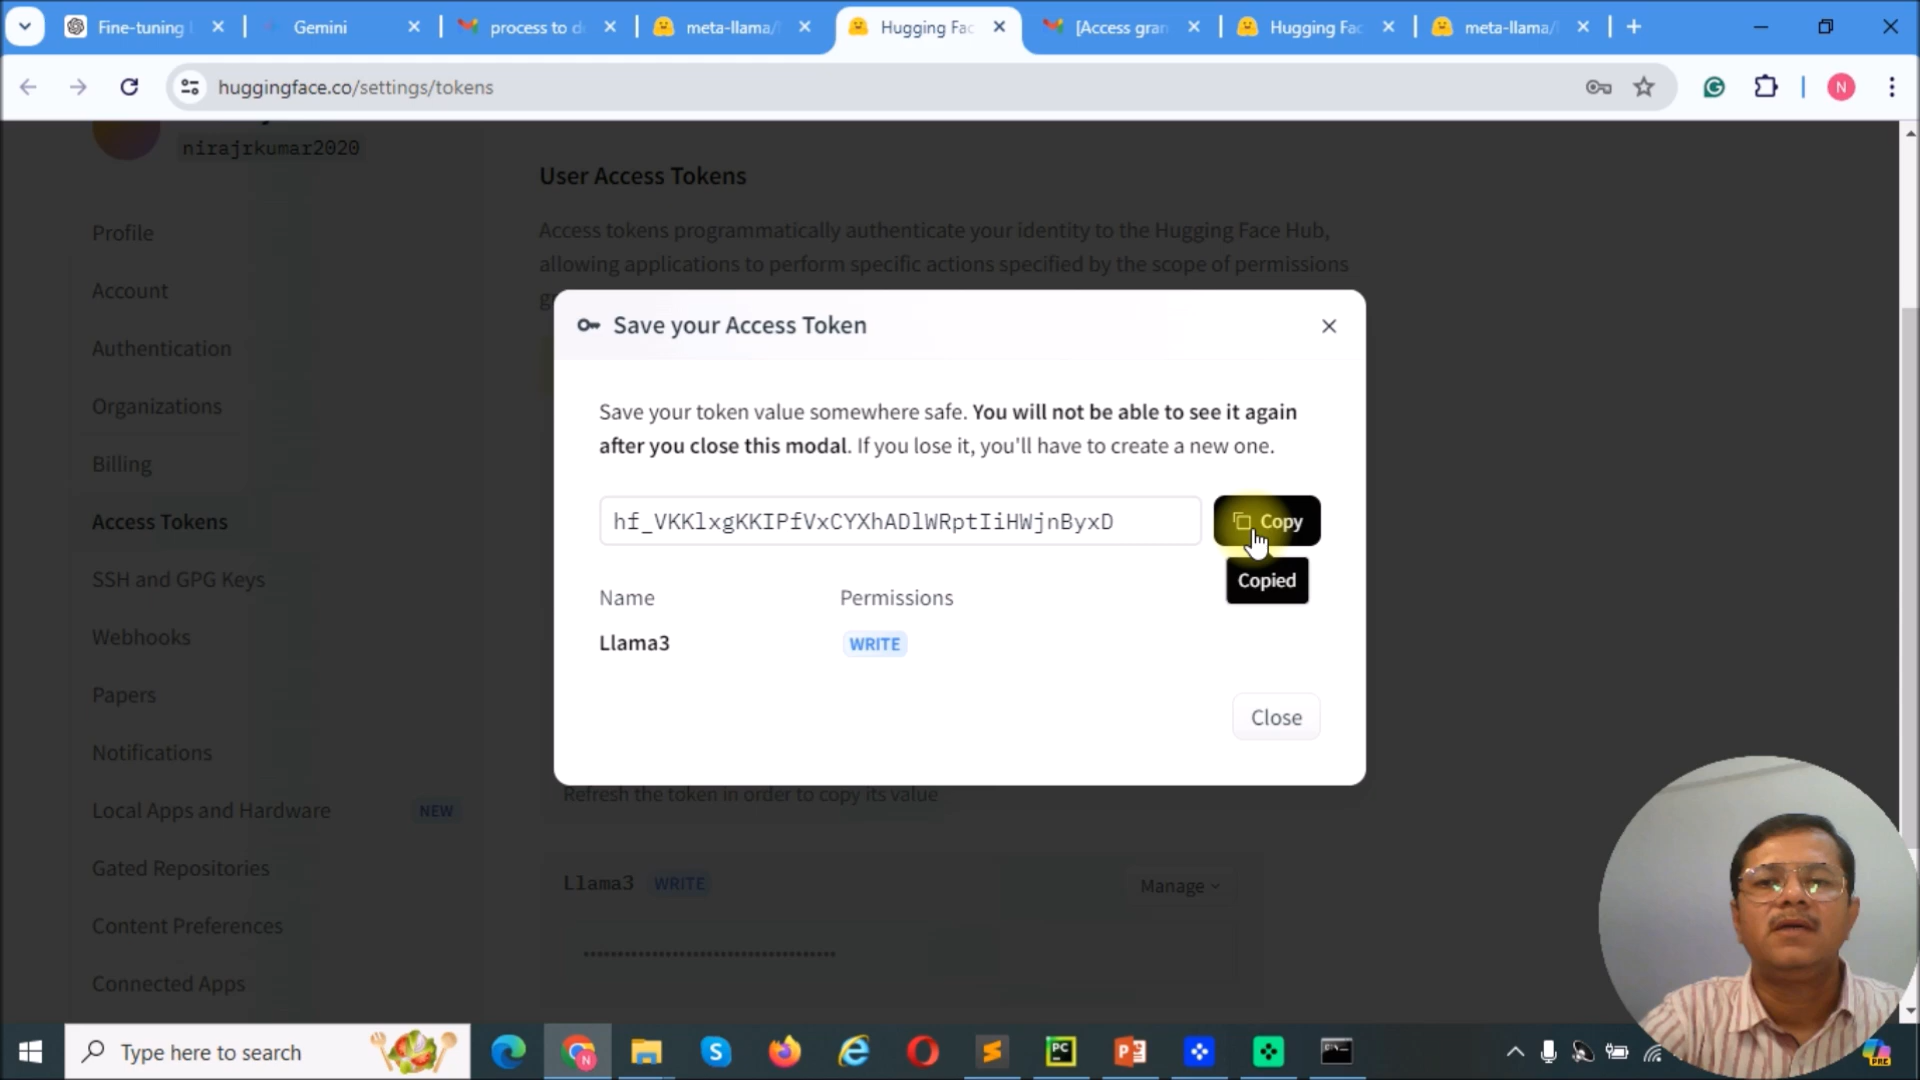 Fine-tuning
Gemini
process to d
meta-llama/
Hugging Fac
[Access gran
Hugging Fac
meta-llama/
huggingface.co/settings/tokens
N
nirajrkumar2020
Profile
Account
Authentication
Organizations
Billing
Access Tokens
SSH and GPG Keys
Webhooks
Papers
Notifications
Local Apps and Hardware NEW
Gated Repositories
Content Preferences
Connected Apps
User Access Tokens
Access tokens programmatically authenticate your identity to the Hugging Face Hub,
allowing applications to perform specific actions specified by the scope of permissions
Save your Access Token
Save your token value somewhere safe. You will not be able to see it again
after you close this modal. If you lose it, you'll have to create a new one.
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
Copy
Copied
Name Permissions
Llama3 WRITE
Close
Refresh the token in order to copy its value
Llama3 WRITE
Manage
Type here to search
PC
PRE